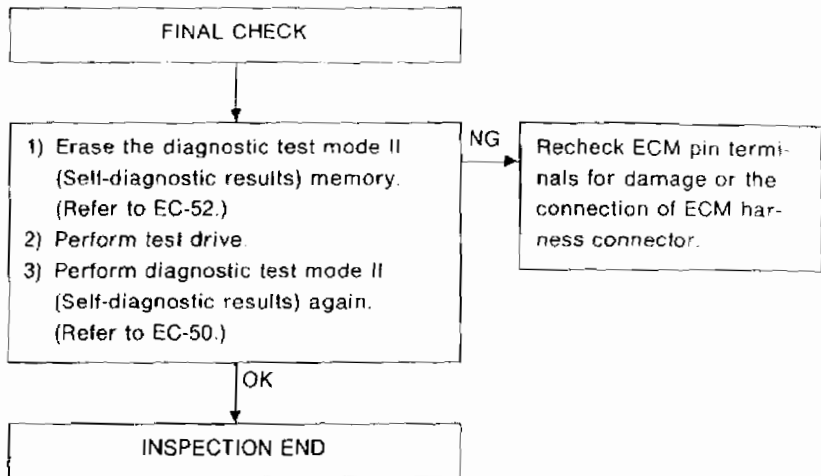 FINAL CHECK
1) Erase the diagnostic test mode II
(Self-diagnostic results) memory.
(Refer to EC-52.)
2) Perform test drive.
3) Perform diagnostic test mode II
(Self-diagnostic results) again.
(Refer to EC-50.)
NG
Recheck ECM pin termi-
nals for damage or the
connection of ECM har-
ness connector.
OK
INSPECTION END